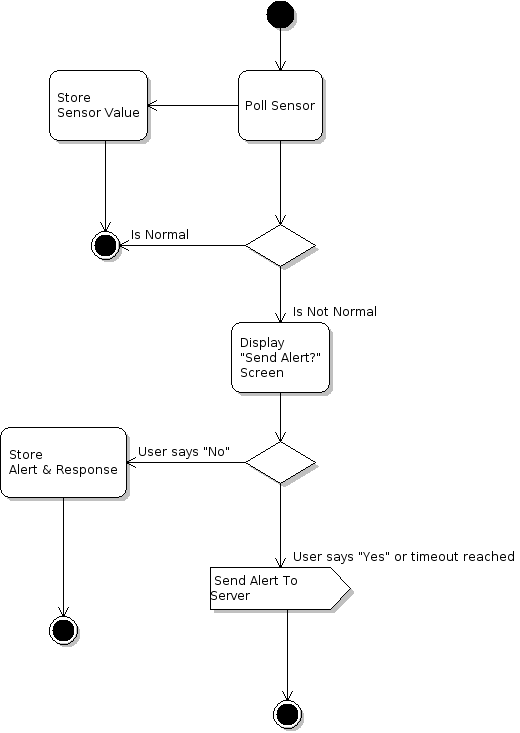 Store
Sensor Value
Poll Sensor
Is Normal
Is Not Normal
Display
"Send Alert?"
Screen
User says "No"
Store
Alert & Response
User says "Yes" or timeout reached
Send Alert To
Server